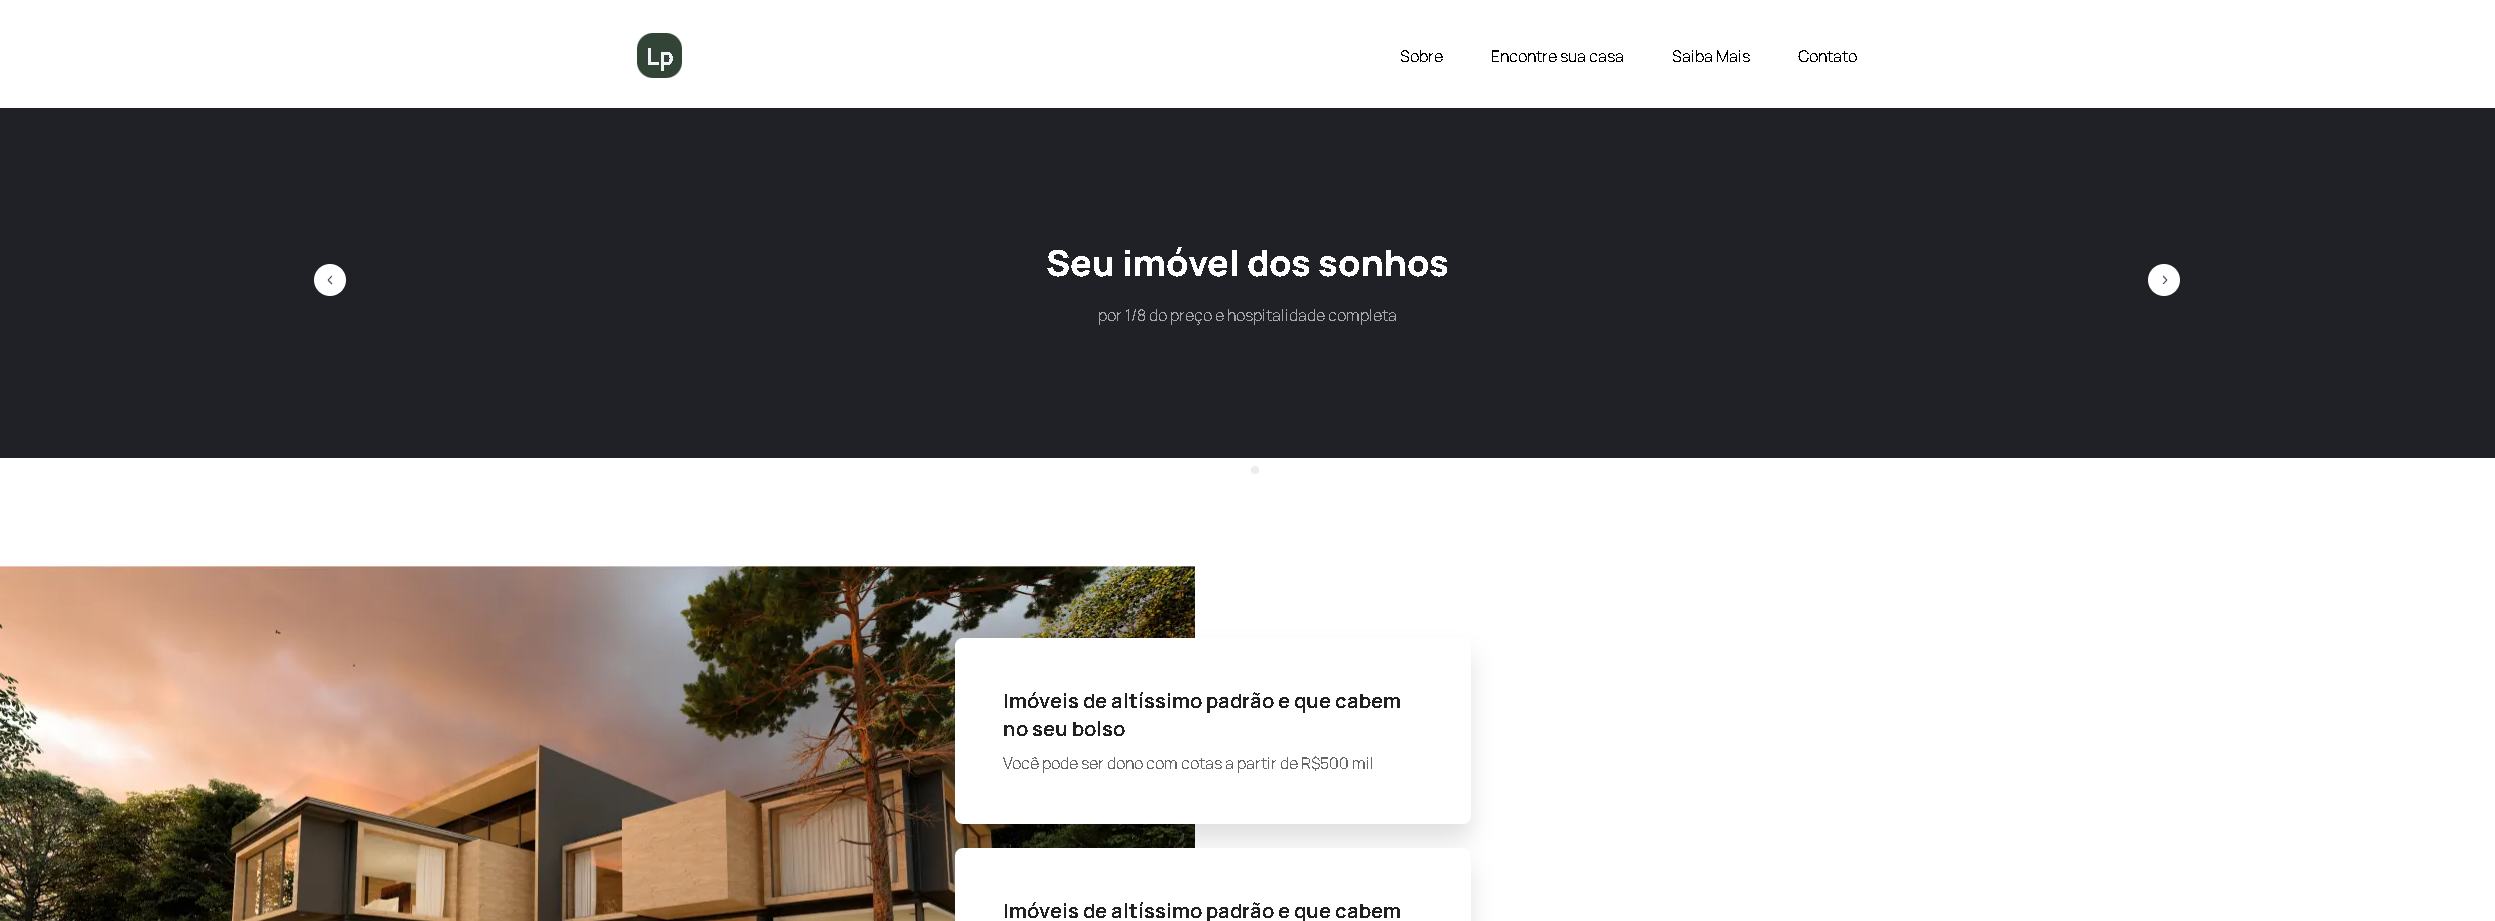 Lp
Sobre
Encontre sua casa
Saiba Mais
Contato
Seu imóvel dos sonhos
por 1/8 do preço e hospitalidade completa
Imóveis de altíssimo padrão e que cabem
no seu bolso
Você pode ser dono com cotas a partir de R$500 mil
Imóveis de altíssimo padrão e que cabem